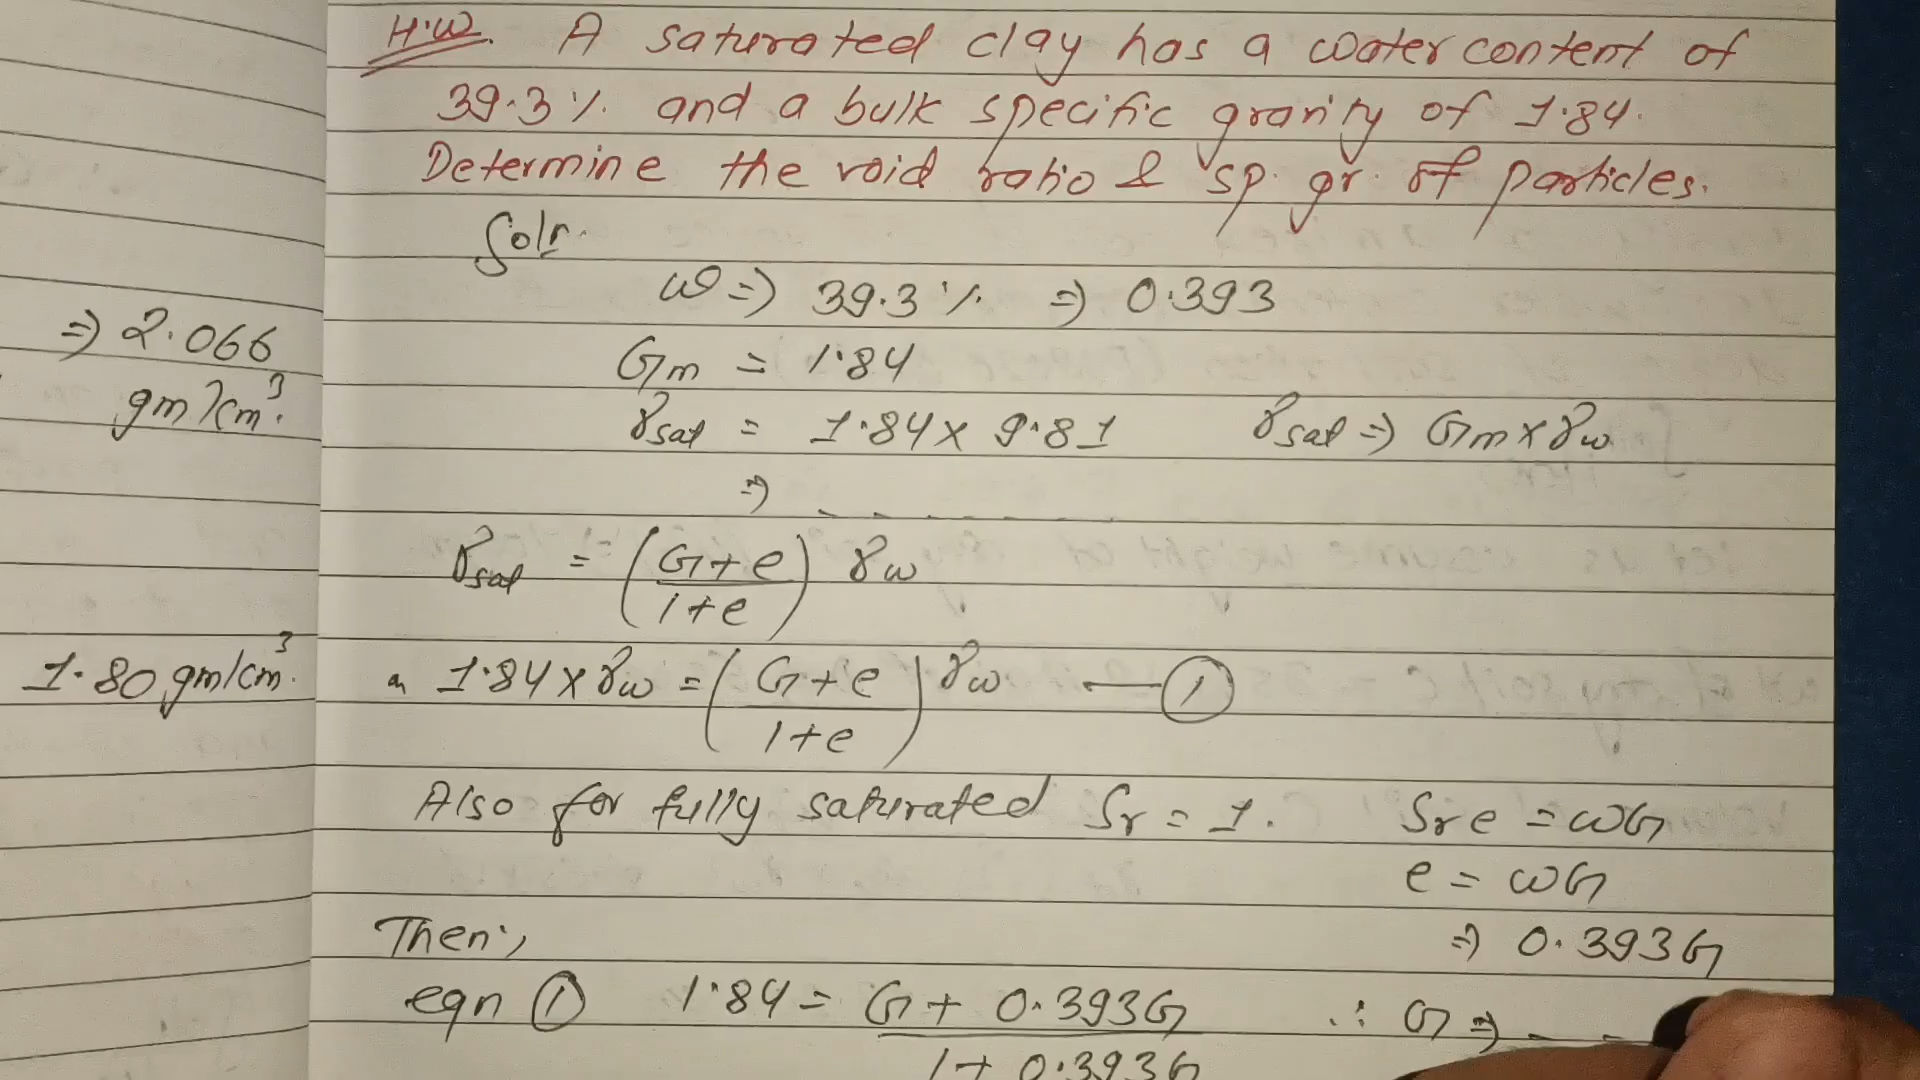 ⇒ 2.066
gm/cm³.
1.80 gm/cm³.
H.W. A saturated clay has a water content of
39.3 %. and a bulk specific gravity of 1.84.
Determine the void ratio & sp. gr. of particles.
Soln.
ω ⇒ 39.3 % ⇒ 0.393
Gm = 1.84
γsat = 1.84 × 9.81 γsat ⇒ Gm × γw
⇒ - - - - - - -
γsat = (G+e / 1+e) γw
1.84 × γw = (G+e / 1+e) γw — ①
Also for fully saturated Sr = 1. Sr e = ωG
e = ωG
Then, ⇒ 0.393G
eqn ① 1.84 = G + 0.393G / 1 + 0.393G ∴ G ⇒ - -